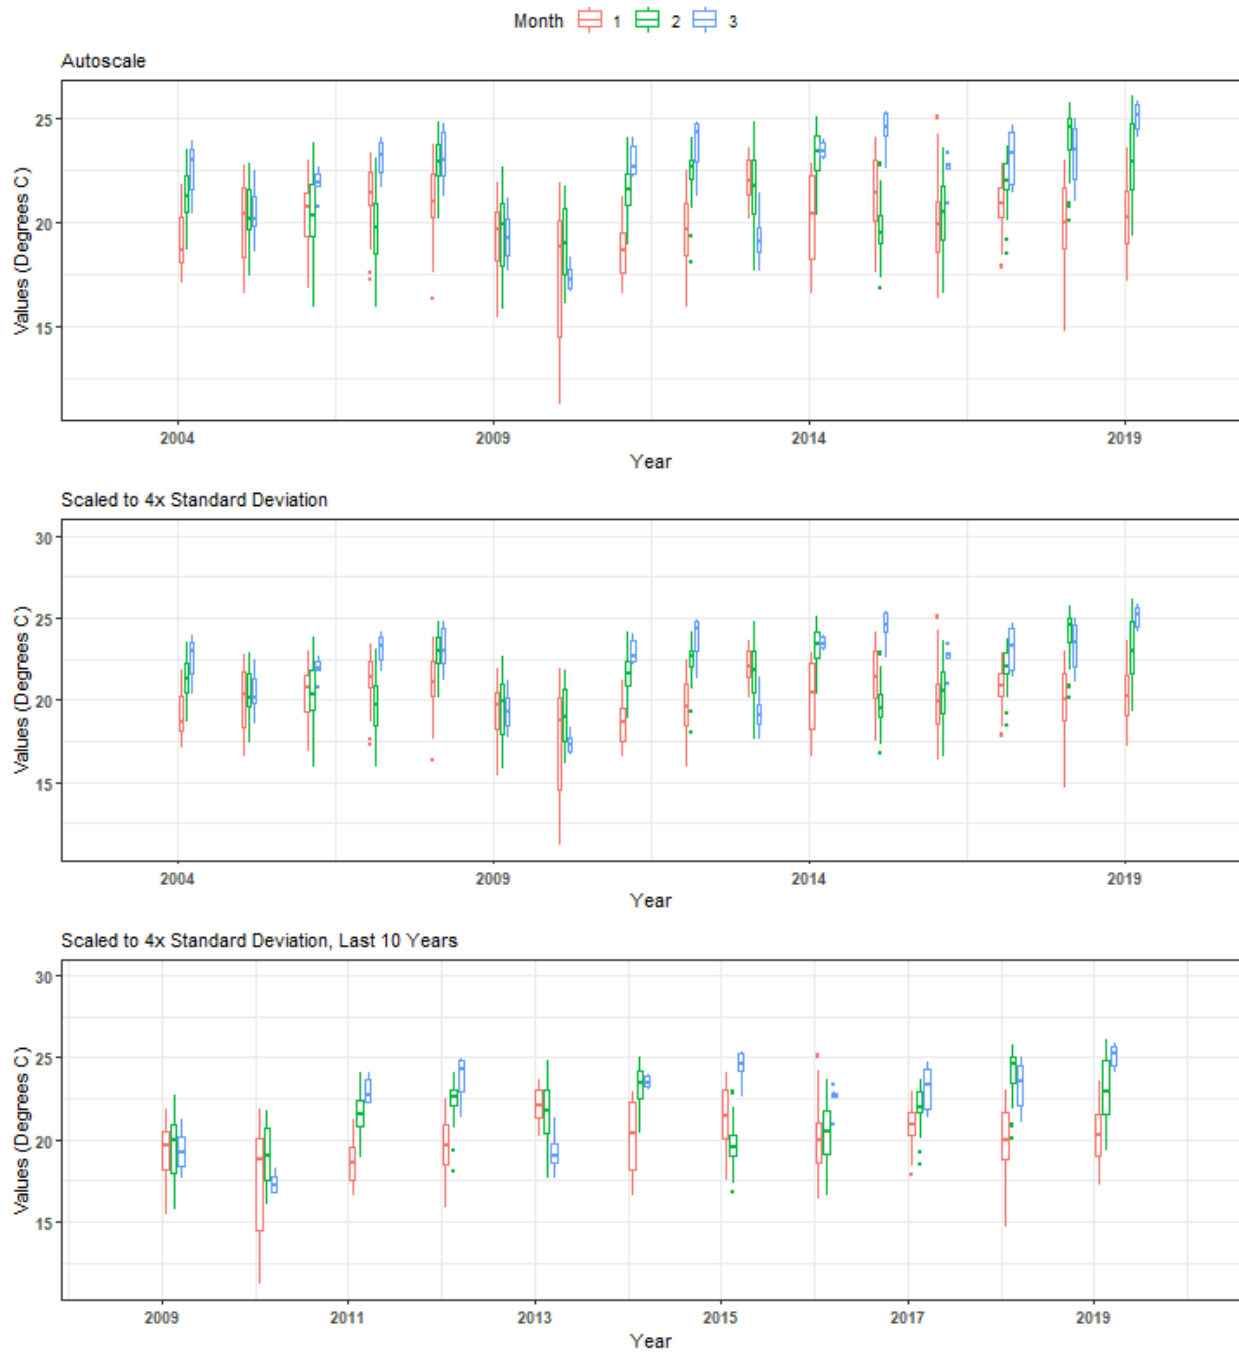 Month 1 2 3
Autoscale
Values (Degrees C)
25
20
15
2004 2009 2014 2019
Year
Scaled to 4x Standard Deviation
Values (Degrees C)
30
25
20
15
2004 2009 2014 2019
Year
Scaled to 4x Standard Deviation, Last 10 Years
Values (Degrees C)
30
25
20
15
2009 2011 2013 2015 2017 2019
Year